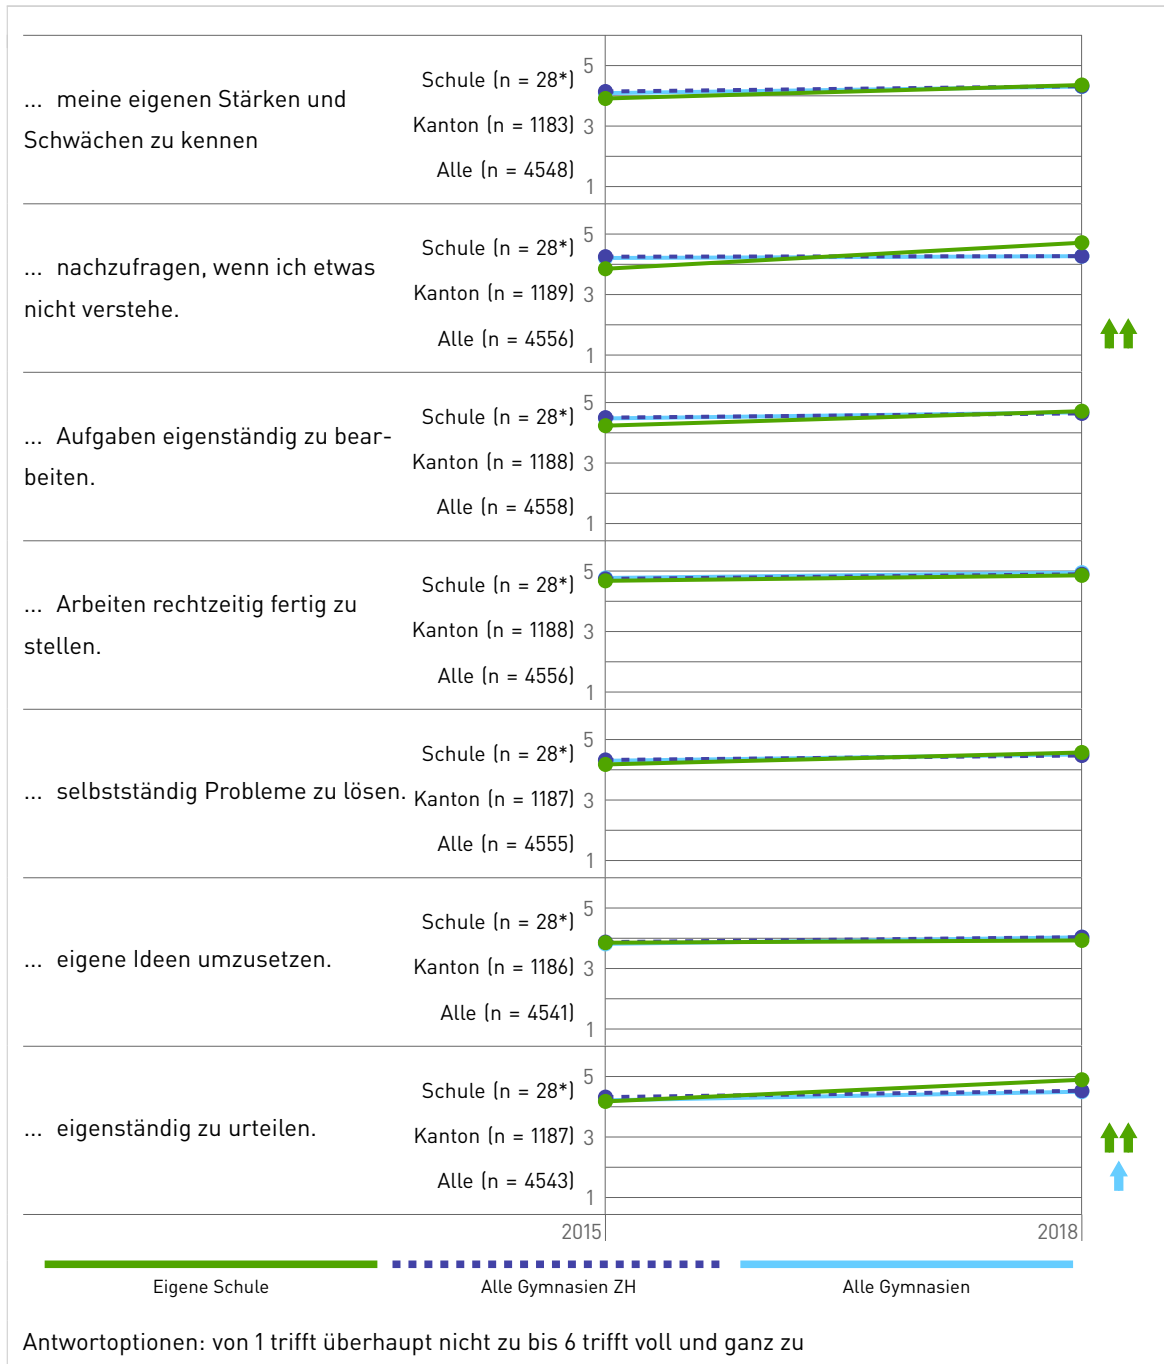 ... meine eigenen Stärken und
Schwächen zu kennen
Schule (n = 28*)
Kanton (n = 1183)
Alle (n = 4548)
5
3
1
... nachzufragen, wenn ich etwas
nicht verstehe.
Schule (n = 28*)
Kanton (n = 1189)
Alle (n = 4556)
5
3
1
... Aufgaben eigenständig zu bear-
beiten.
Schule (n = 28*)
Kanton (n = 1188)
Alle (n = 4558)
5
3
1
... Arbeiten rechtzeitig fertig zu
stellen.
Schule (n = 28*)
Kanton (n = 1188)
Alle (n = 4556)
5
3
1
... selbstständig Probleme zu lösen.
Schule (n = 28*)
Kanton (n = 1187)
Alle (n = 4555)
5
3
1
... eigene Ideen umzusetzen.
Schule (n = 28*)
Kanton (n = 1186)
Alle (n = 4541)
5
3
1
... eigenständig zu urteilen.
Schule (n = 28*)
Kanton (n = 1187)
Alle (n = 4543)
5
3
1
2015 2018
Eigene Schule Alle Gymnasien ZH Alle Gymnasien
Antwortoptionen: von 1 trifft überhaupt nicht zu bis 6 trifft voll und ganz zu